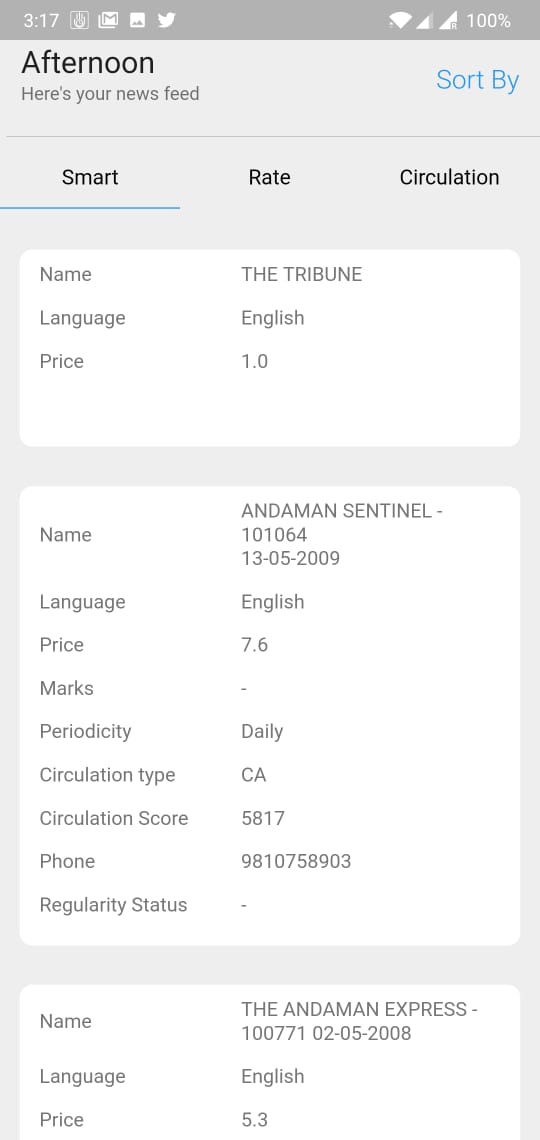 3:17 100%
Afternoon
Sort By
Here's your news feed
Smart Rate Circulation
Name THE TRIBUNE
Language English
Price 1.0
ANDAMAN SENTINEL -
Name 101064
13-05-2009
Language English
Price 7.6
Marks -
Periodicity Daily
Circulation type CA
Circulation Score 5817
Phone 9810758903
Regularity Status -
Name THE ANDAMAN EXPRESS -
100771 02-05-2008
Language English
Price 5.3